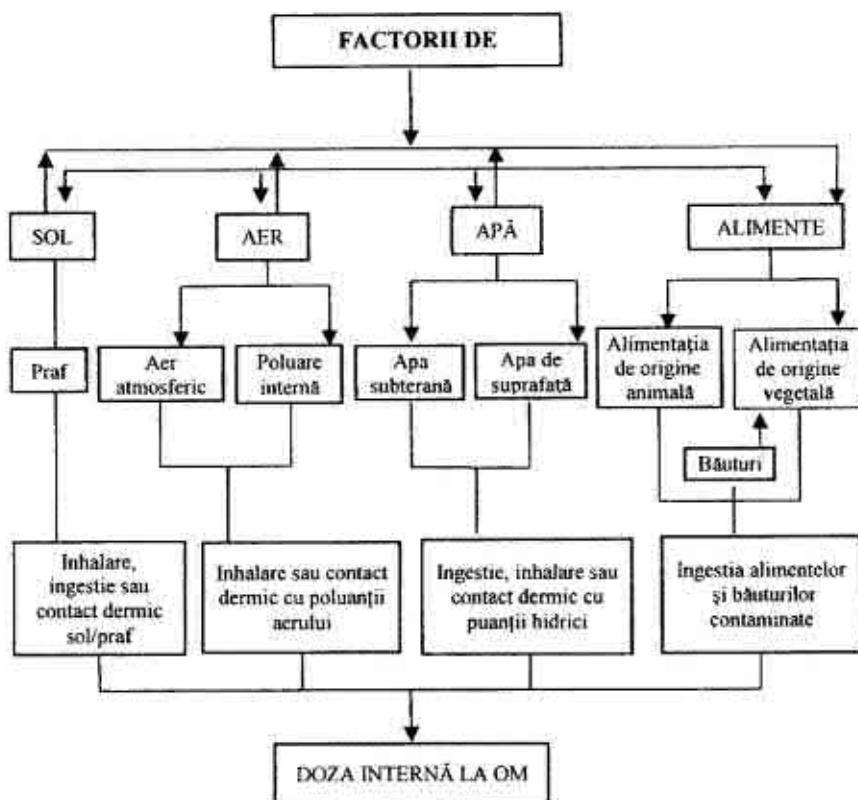 FACTORII DE
SOL
AER
APĂ
ALIMENTE
Praf
Aer
atmosferic
Poluare
internă
Apa
subterană
Apa de
suprafață
Alimentația
de origine
animală
Alimentația
de origine
vegetală
Băuturi
Inhalare,
ingestie sau
contact dermic
sol/praf
Inhalare sau contact
dermic cu poluanții
aerului
Ingestie, inhalare sau
contact dermic cu
puanții hidrici
Ingestia alimentelor
și băuturilor
contaminate
DOZA INTERNĂ LA OM